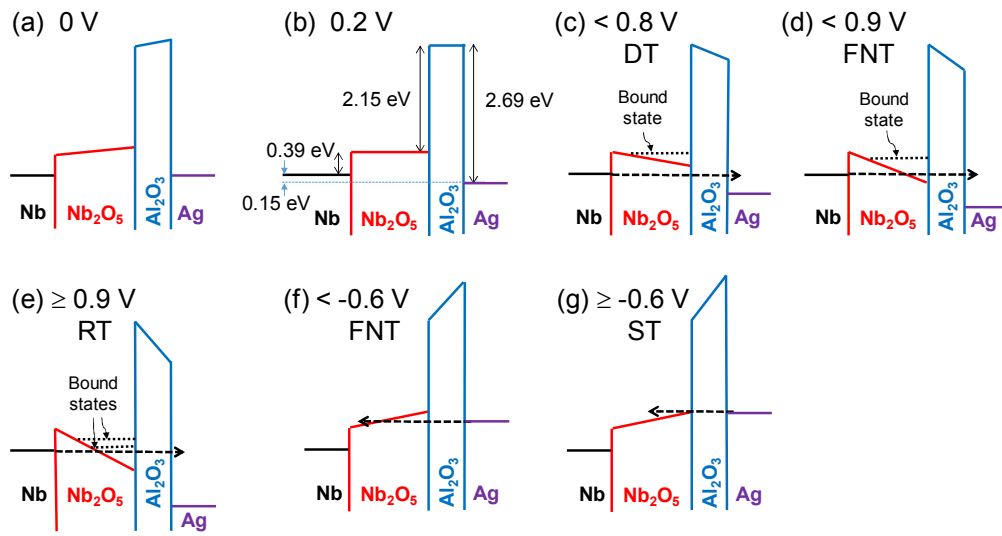 (a) 0 V
Nb
Nb₂O₅
Al₂O₃
Ag
(b) 0.2 V
2.15 eV
2.69 eV
0.39 eV
0.15 eV
Nb
Nb₂O₅
Al₂O₃
Ag
(c) < 0.8 V
DT
Bound
state
Nb
Nb₂O₅
Al₂O₃
Ag
(d) < 0.9 V
FNT
Bound
state
Nb
Nb₂O₅
Al₂O₃
Ag
(e) ≥ 0.9 V
RT
Bound
states
Nb
Nb₂O₅
Al₂O₃
Ag
(f) < -0.6 V
FNT
Nb
Nb₂O₅
Al₂O₃
Ag
(g) ≥ -0.6 V
ST
Nb
Nb₂O₅
Al₂O₃
Ag